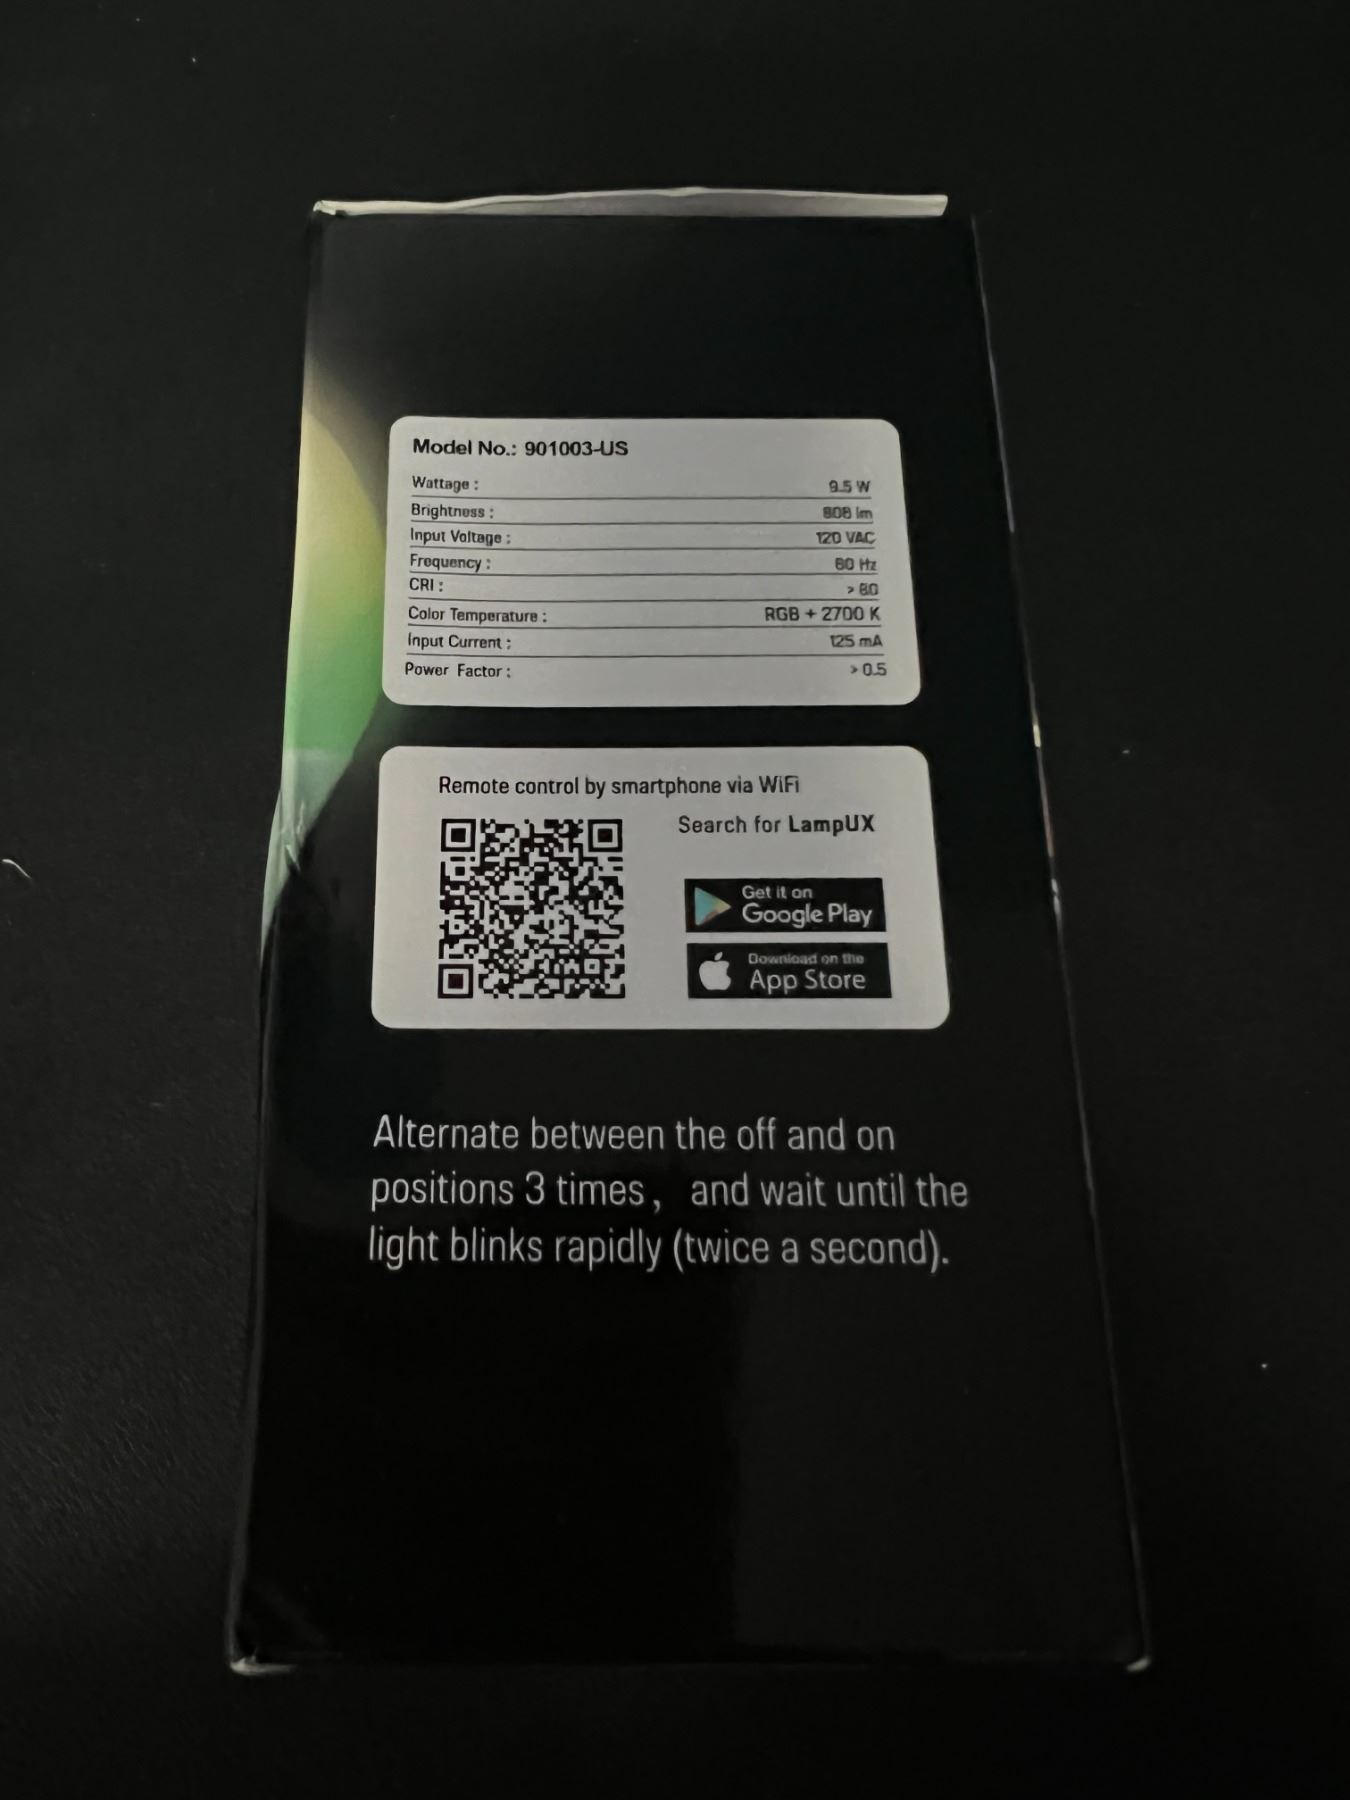 Model No.: 901003-US
Wattage : 9.5 W
Brightness : 808 lm
Input Voltage : 120 VAC
Frequency : 60 Hz
CRI : > 80
Color Temperature : RGB + 2700 K
Input Current : 125 mA
Power Factor : > 0.5
Remote control by smartphone via WiFi
Search for LampUX
Get it on
Google Play
Download on the
App Store
Alternate between the off and on
positions 3 times, and wait until the
light blinks rapidly (twice a second).